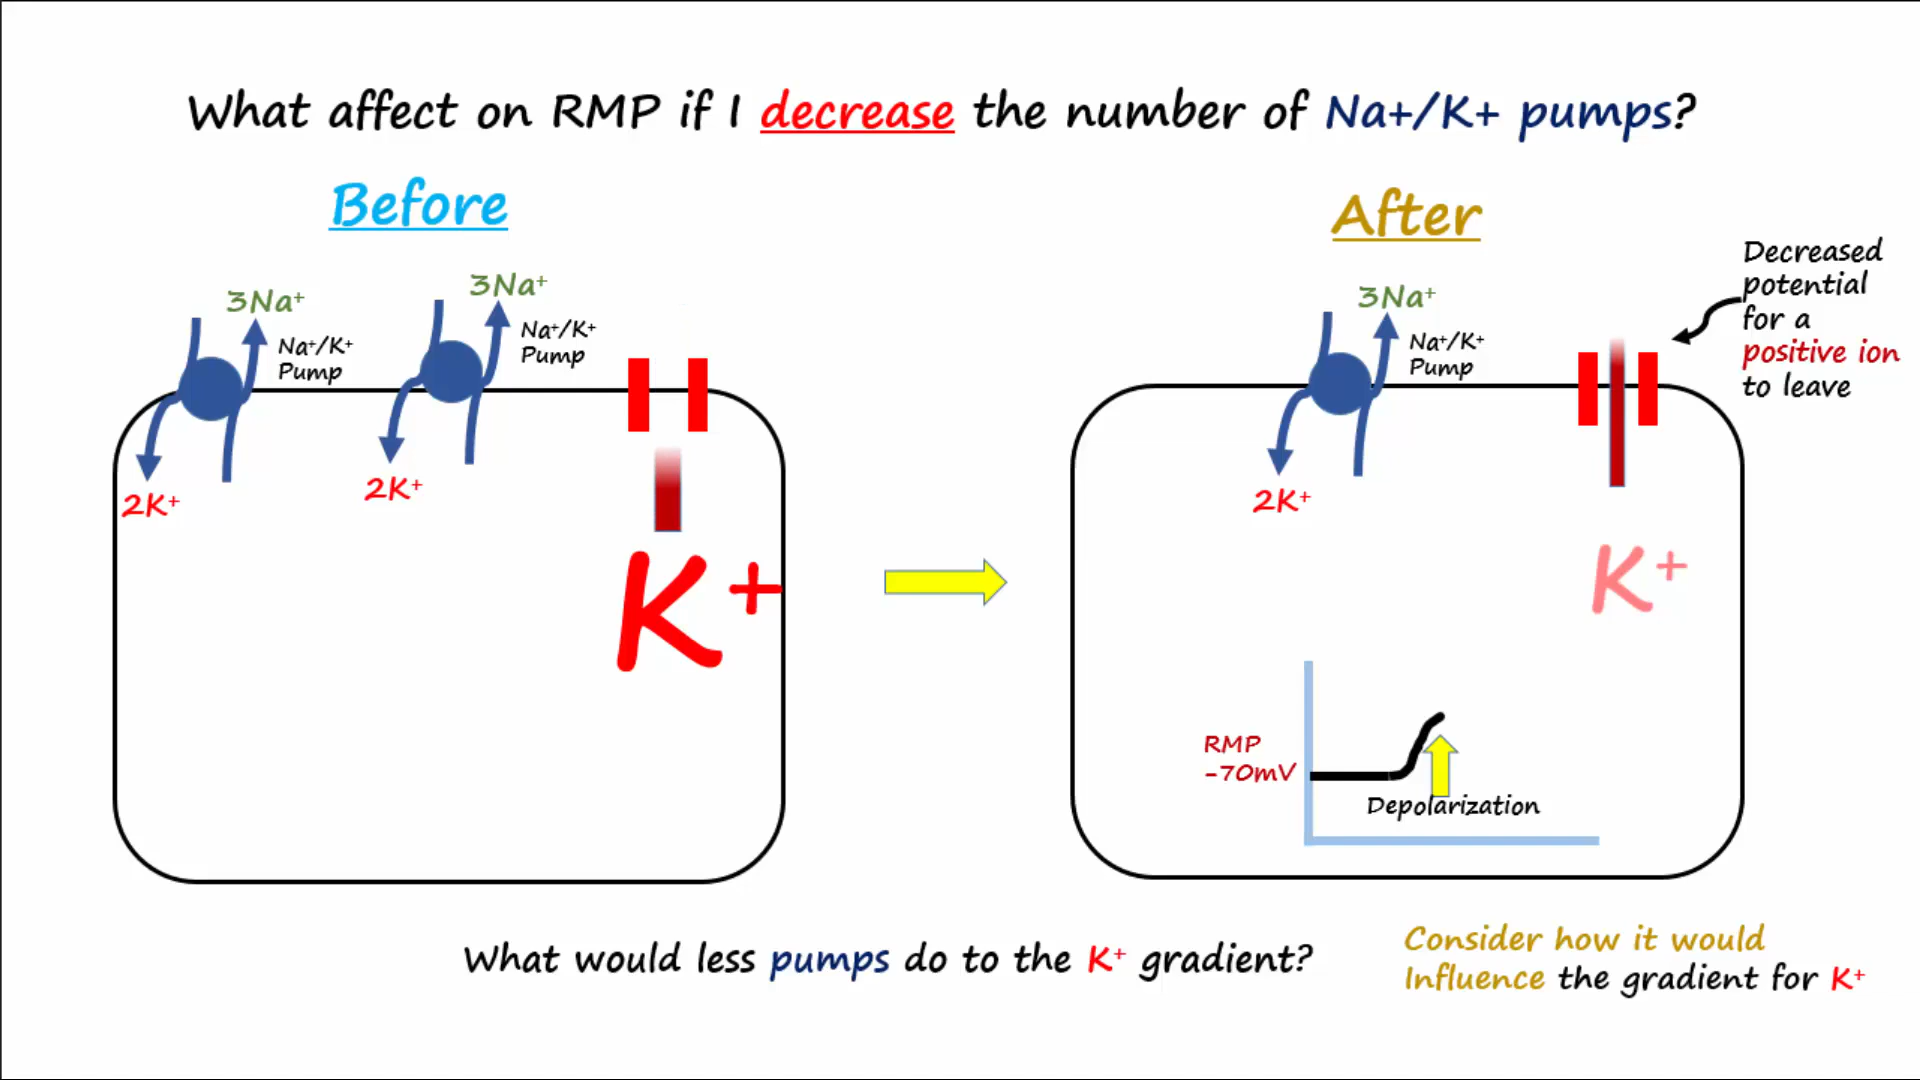 What affect on RMP if I decrease the number of Na+/K+ pumps?
Before
3Na⁺
Na⁺/K⁺
Pump
2K⁺
3Na⁺
Na⁺/K⁺
Pump
2K⁺
K⁺
After
3Na⁺
Na⁺/K⁺
Pump
2K⁺
Decreased
potential
for a
positive ion
to leave
K⁺
RMP
-70mV
Depolarization
What would less pumps do to the K⁺ gradient?
Consider how it would
Influence the gradient for K⁺